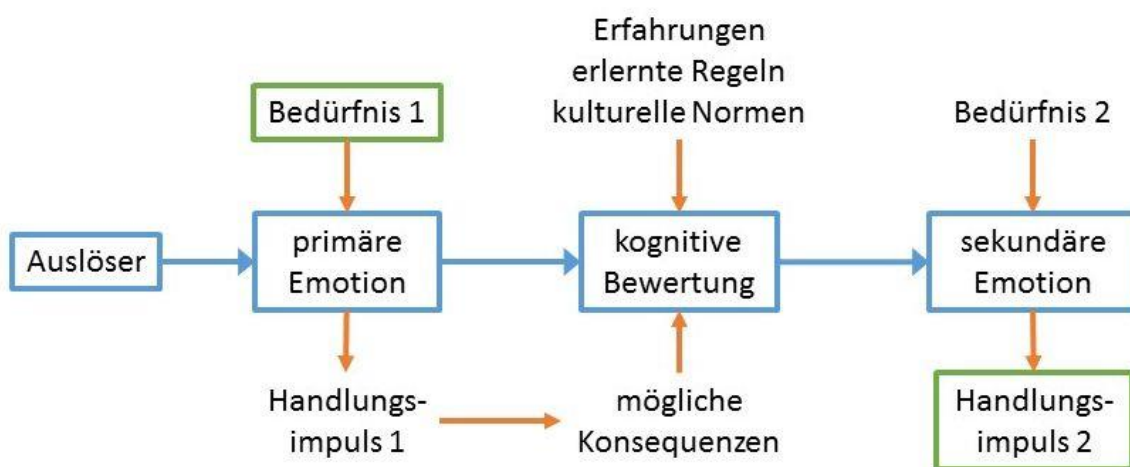 Erfahrungen
erlernte Regeln
kulturelle Normen
Bedürfnis 1
Bedürfnis 2
Auslöser
primäre
Emotion
kognitive
Bewertung
sekundäre
Emotion
Handlungs-
impuls 1
mögliche
Konsequenzen
Handlungs-
impuls 2